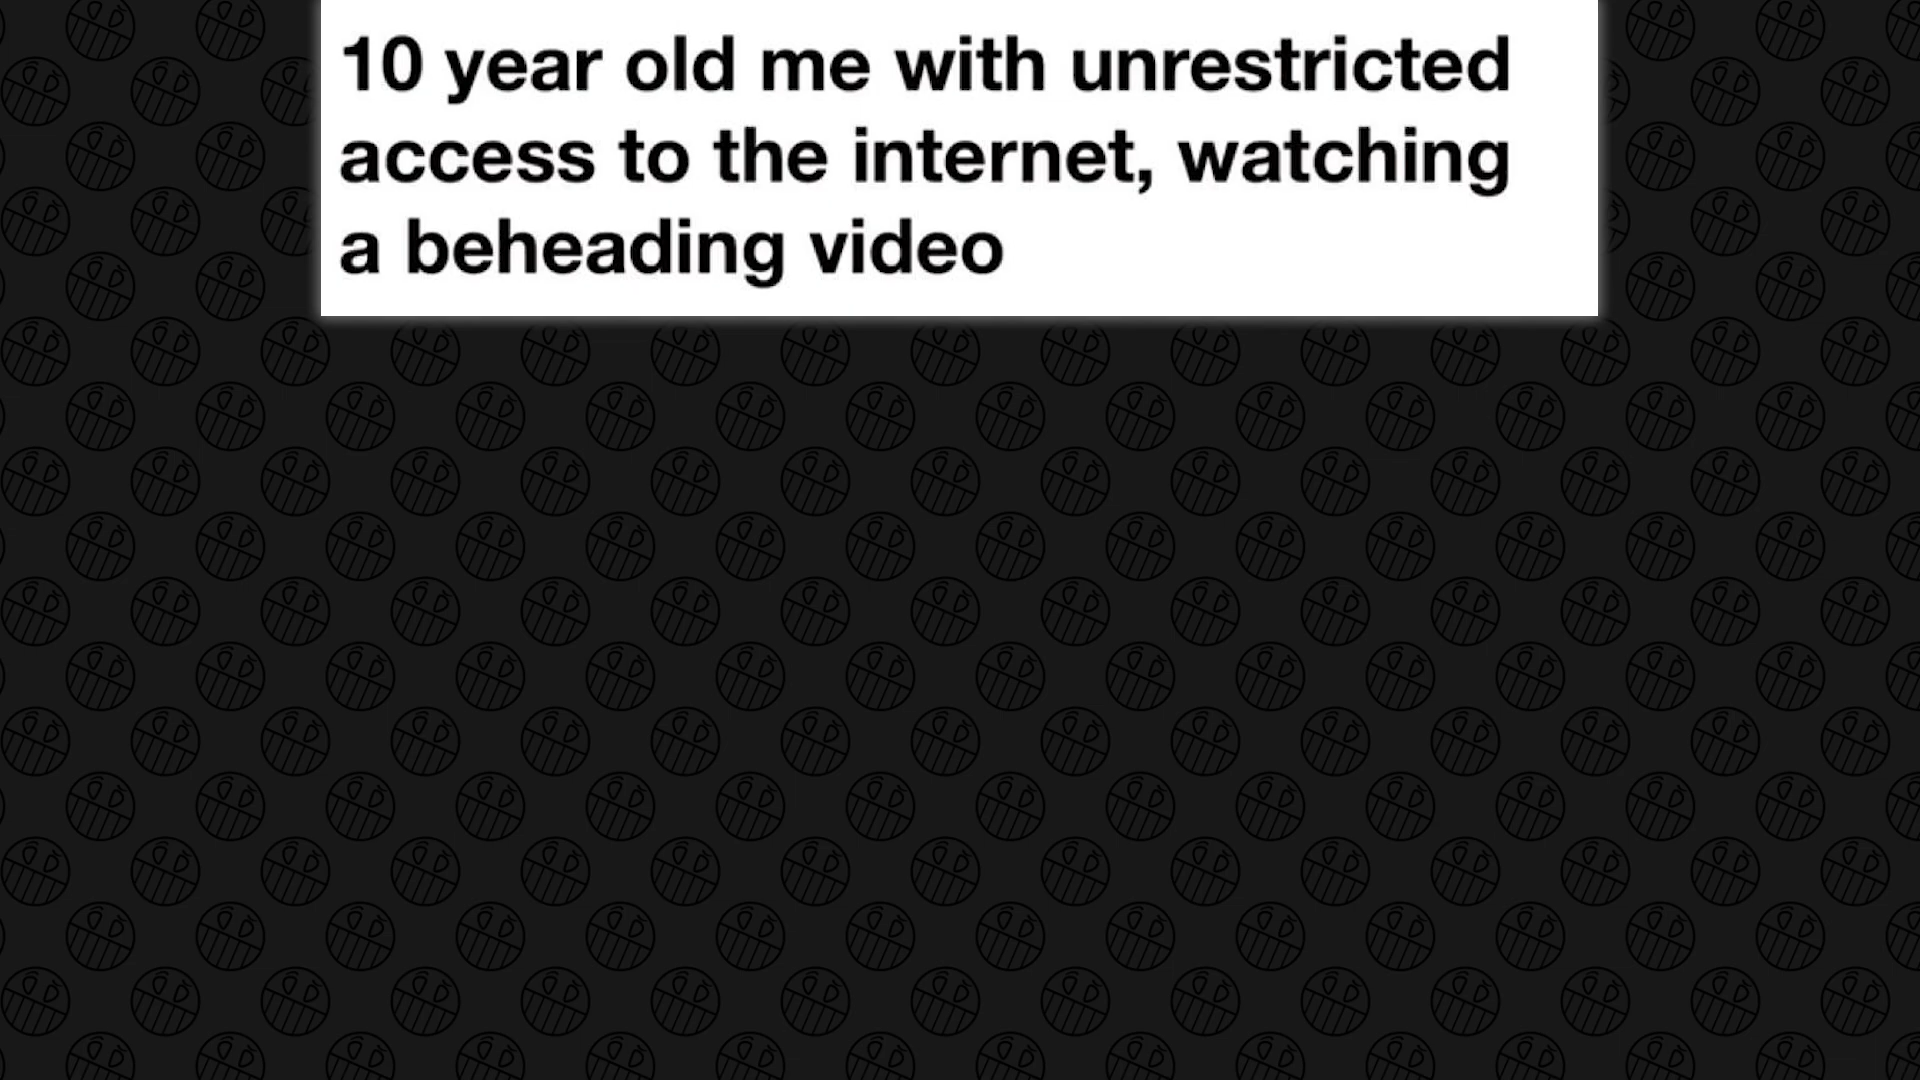 10 year old me with unrestricted
access to the internet, watching
a beheading video